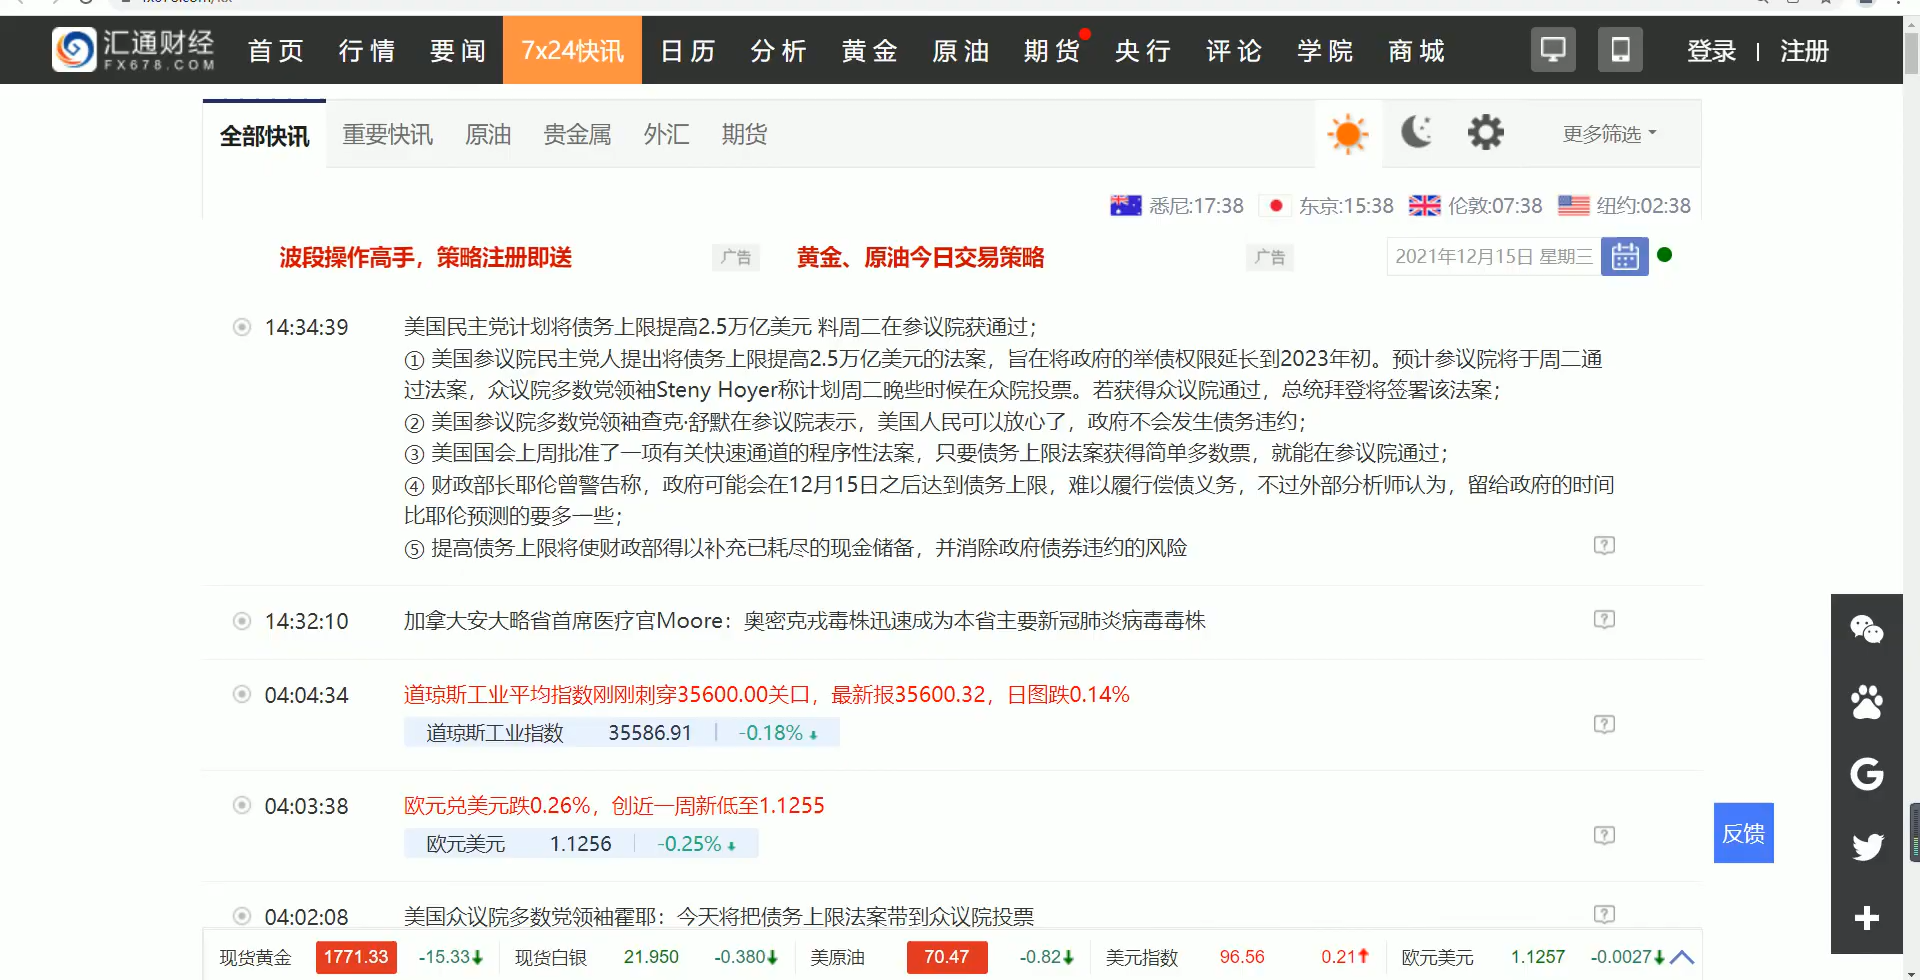 汇通财经
FX678.COM
首页 行情 要闻 7x24快讯 日历 分析 黄金 原油 期货 央行 评论 学院 商城 登录 | 注册
全部快讯 重要快讯 原油 贵金属 外汇 期货 更多筛选
悉尼:17:38 东京:15:38 伦敦:07:38 纽约:02:38
波段操作高手，策略注册即送 广告 黄金、原油今日交易策略 广告 2021年12月15日 星期三
14:34:39 美国民主党计划将债务上限提高2.5万亿美元 料周二在参议院获通过；
① 美国参议院民主党人提出将债务上限提高2.5万亿美元的法案，旨在将政府的举债权限延长到2023年初。预计参议院将于周二通
过法案，众议院多数党领袖Steny Hoyer称计划周二晚些时候在众院投票。若获得众议院通过，总统拜登将签署该法案；
② 美国参议院多数党领袖查克·舒默在参议院表示，美国人民可以放心了，政府不会发生债务违约；
③ 美国国会上周批准了一项有关快速通道的程序性法案，只要债务上限法案获得简单多数票，就能在参议院通过；
④ 财政部长耶伦曾警告称，政府可能会在12月15日之后达到债务上限，难以履行偿债义务，不过外部分析师认为，留给政府的时间
比耶伦预测的要多一些；
⑤ 提高债务上限将使财政部得以补充已耗尽的现金储备，并消除政府债券违约的风险
14:32:10 加拿大安大略省首席医疗官Moore：奥密克戎毒株迅速成为本省主要新冠肺炎病毒毒株
04:04:34 道琼斯工业平均指数刚刚刺穿35600.00关口，最新报35600.32，日图跌0.14%
道琼斯工业指数 35586.91 | -0.18%
04:03:38 欧元兑美元跌0.26%，创近一周新低至1.1255
欧元美元 1.1256 | -0.25%
反馈
04:02:08 美国众议院多数党领袖霍耶：今天将把债务上限法案带到众议院投票
现货黄金 1771.33 -15.33 现货白银 21.950 -0.380 美原油 70.47 -0.82 美元指数 96.56 0.21 欧元美元 1.1257 -0.0027